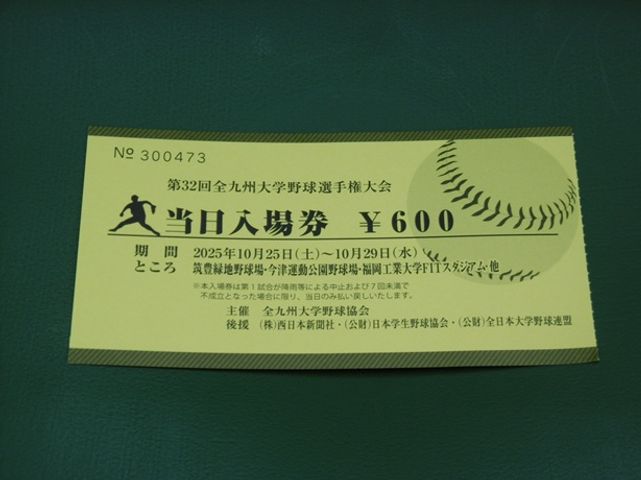 № 300473
第32回全九州大学野球選手権大会
当日入場券 ￥600
期間 2025年10月25日(土)～10月29日(水)
ところ 筑豊緑地野球場・今津運動公園野球場・福岡工業大学FITスタジアム・他
※本入場券は第1試合が降雨等による中止および7回未満で
不成立となった場合に限り、当日のみ払い戻しいたします。
主催 全九州大学野球協会
後援 (株)西日本新聞社・(公財)日本学生野球協会・(公財)全日本大学野球連盟